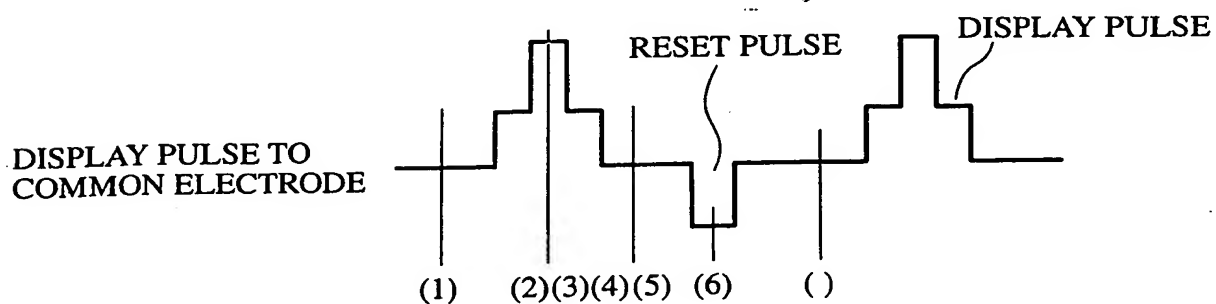 RESET PULSE
DISPLAY PULSE
DISPLAY PULSE TO
COMMON ELECTRODE
(1) (2)(3)(4)(5) (6) ( )